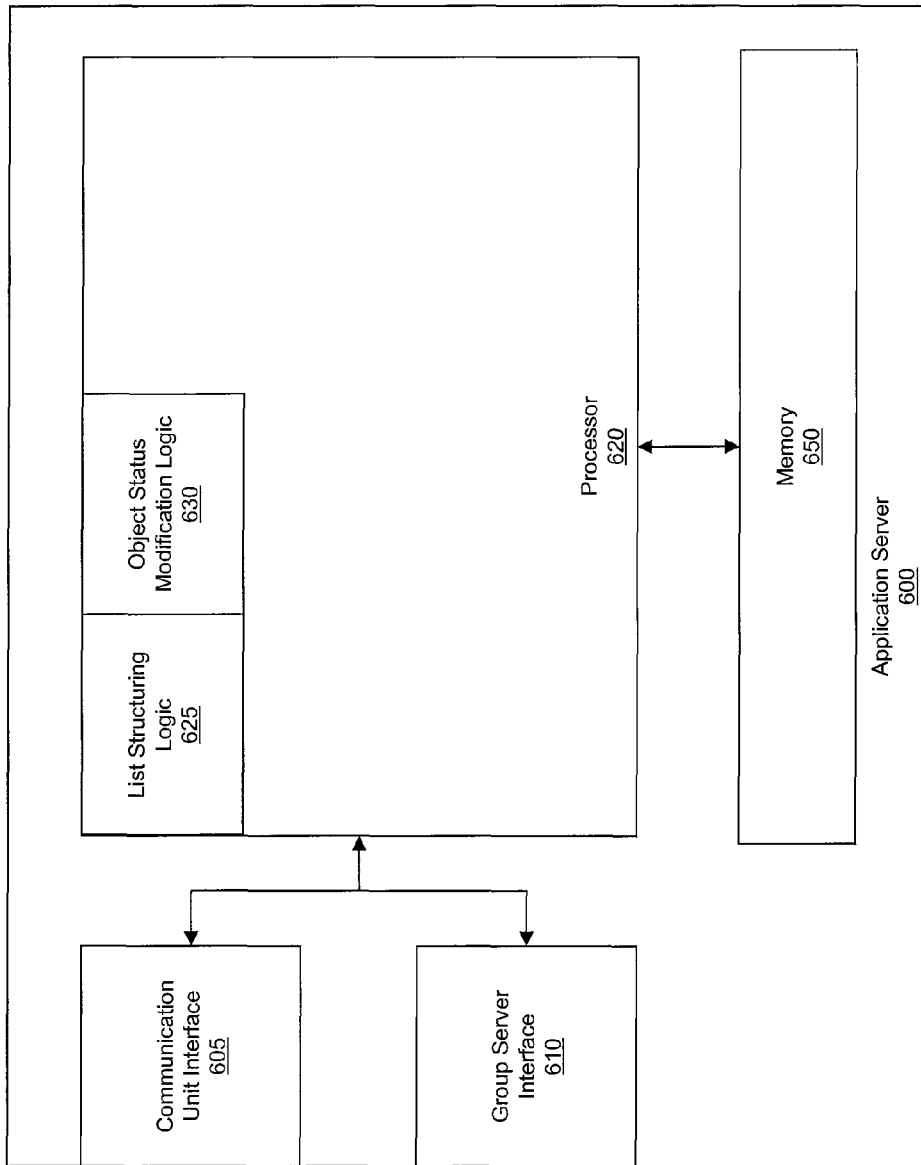 Communication
Unit Interface
605
Group Server
Interface
610
List Structuring
Logic
625
Object Status
Modification Logic
630
Processor
620
Memory
650
Application Server
600